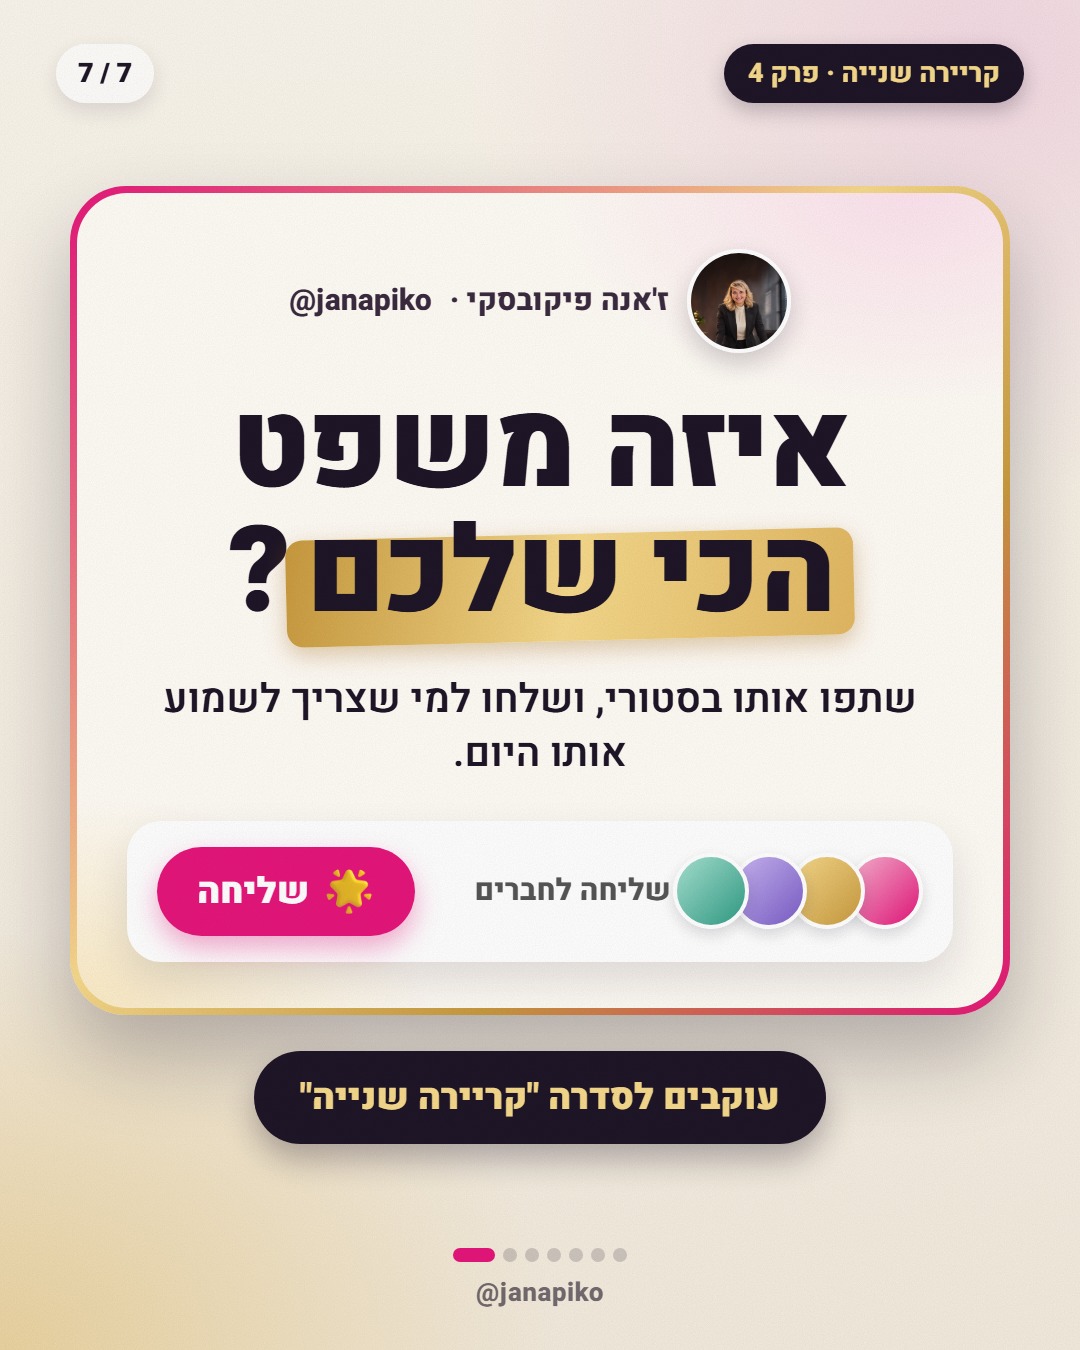 קריירה שנייה · פרק 4
7 / 7
ז'אנה פיקובסקי · @janapiko
איזה משפט
הכי שלכם?
שתפו אותו בסטורי, ושלחו למי שצריך לשמוע
אותו היום.
שליחה לחברים
שליחה
עוקבים לסדרה "קריירה שנייה"
@janapiko